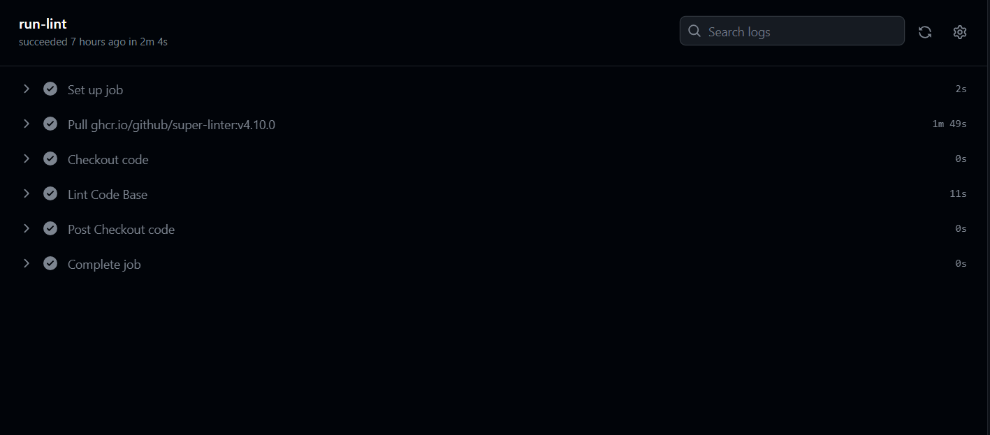 run-lint
succeeded 7 hours ago in 2m 4s
Search logs
Set up job 2s
Pull ghcr.io/github/super-linter:v4.10.0 1m 49s
Checkout code 0s
Lint Code Base 11s
Post Checkout code 0s
Complete job 0s